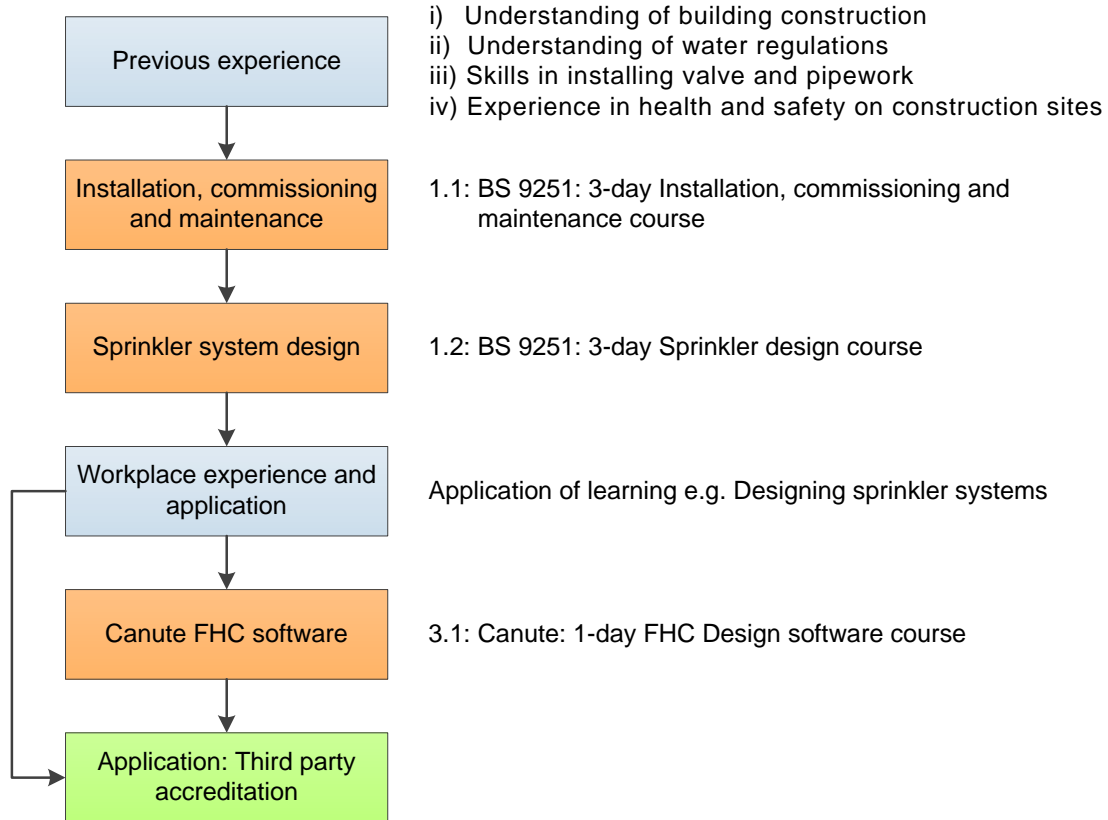 Previous experience
i) Understanding of building construction
ii) Understanding of water regulations
iii) Skills in installing valve and pipework
iv) Experience in health and safety on construction sites
Installation, commissioning
and maintenance
1.1: BS 9251: 3-day Installation, commissioning and
maintenance course
Sprinkler system design
1.2: BS 9251: 3-day Sprinkler design course
Workplace experience and
application
Application of learning e.g. Designing sprinkler systems
Canute FHC software
3.1: Canute: 1-day FHC Design software course
Application: Third party
accreditation